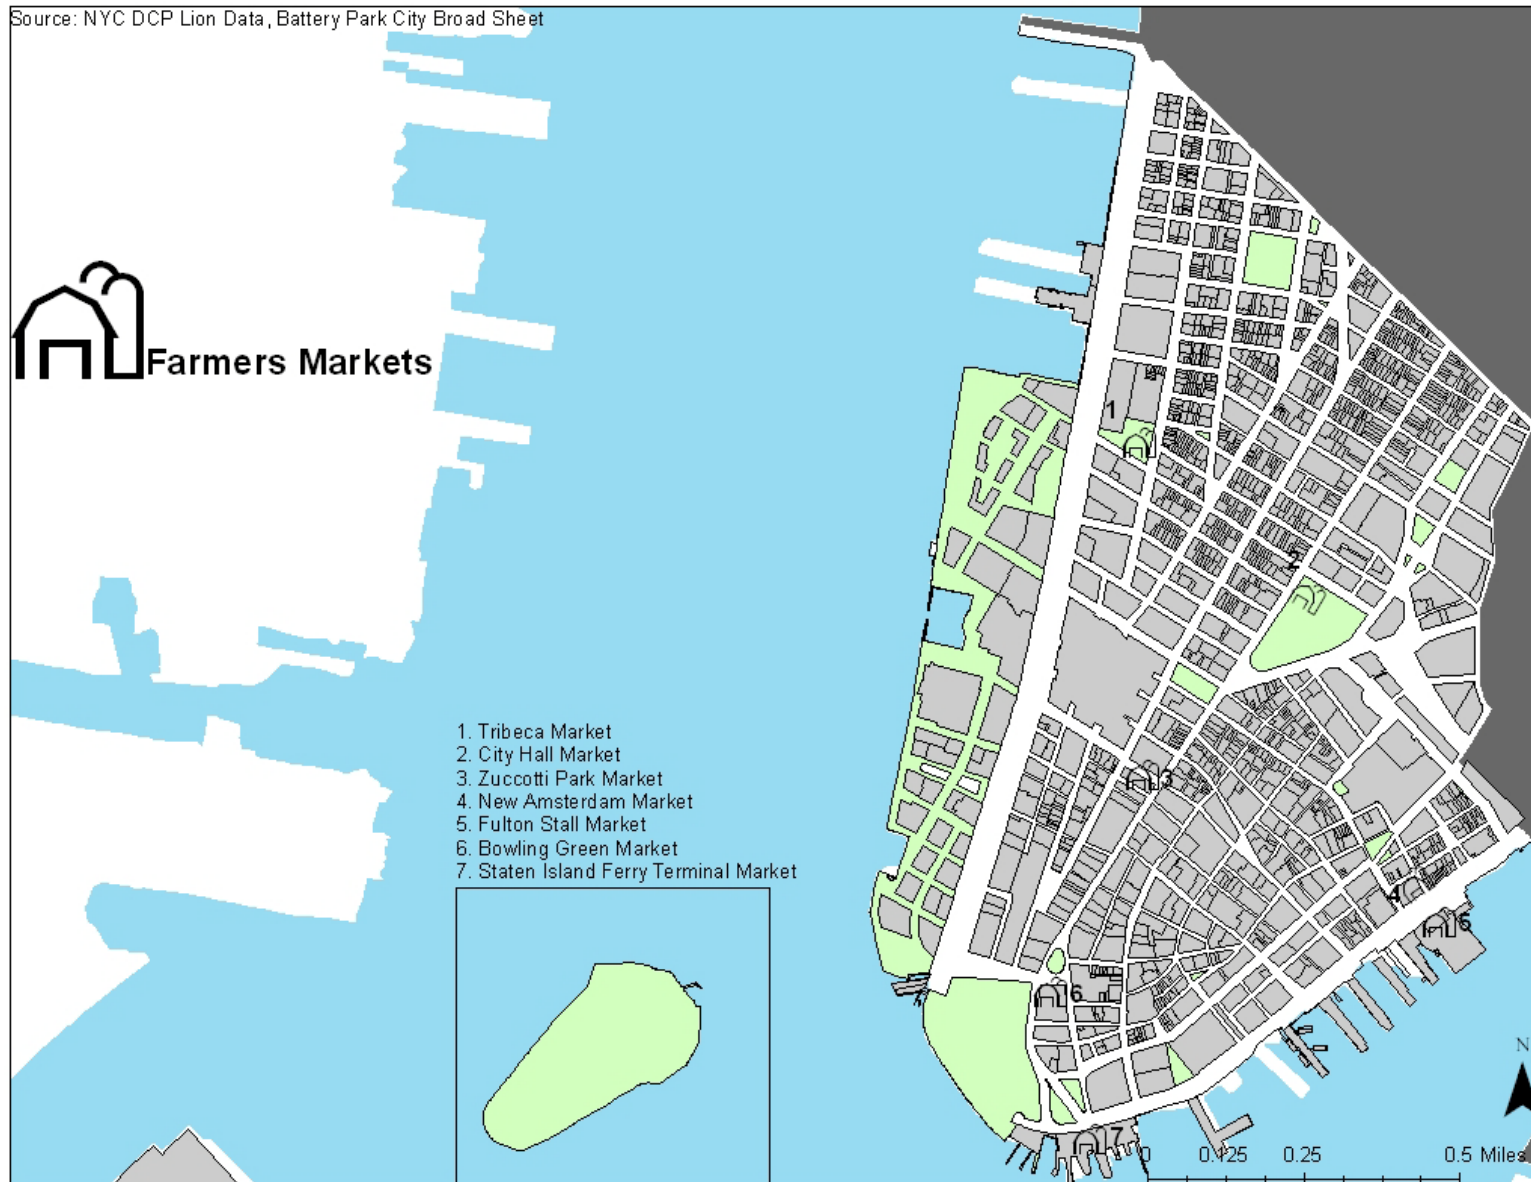 Source: NYC DCP Lion Data, Battery Park City Broad Sheet
Farmers Markets
1
2
1. Tribeca Market
2. City Hall Market
3. Zuccotti Park Market
4. New Amsterdam Market
5. Fulton Stall Market
6. Bowling Green Market
7. Staten Island Ferry Terminal Market
3
4
5
6
N
7
0 0.125 0.25 0.5 Miles